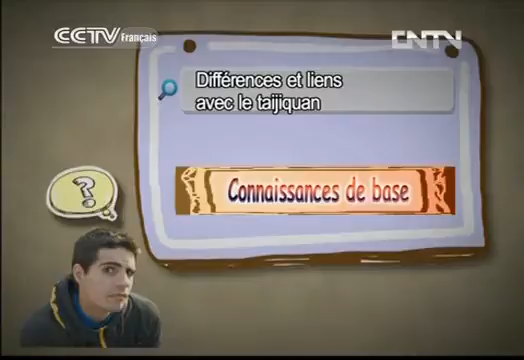 CCTV Français
CNTV
Différences et liens
avec le taijiquan
?
Connaissances de base